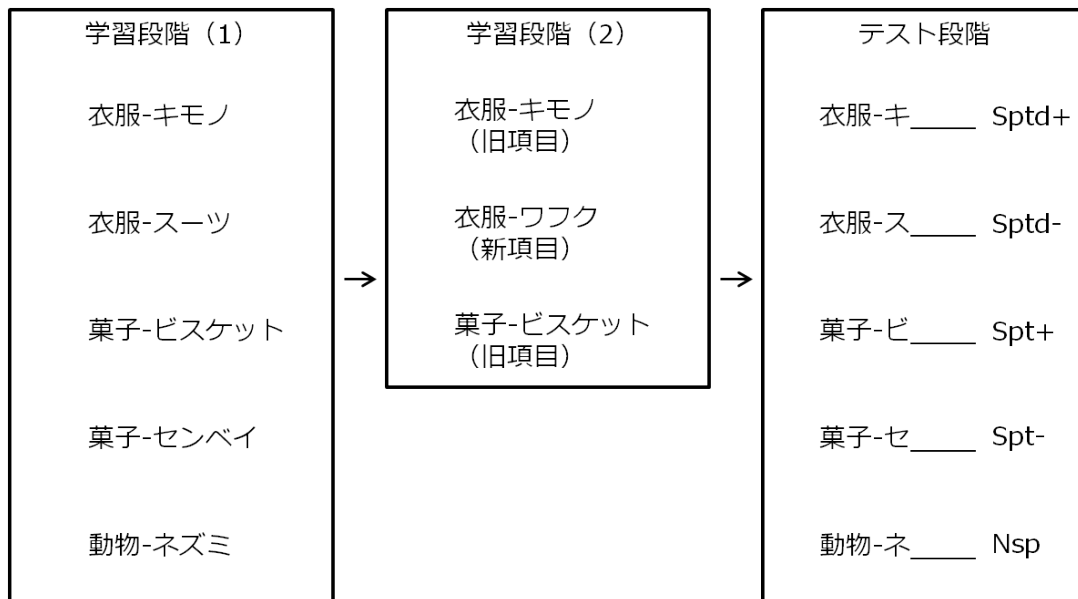 学習段階（1）
衣服-キモノ
衣服-スーツ
菓子-ビスケット
菓子-センベイ
動物-ネズミ
→
学習段階（2）
衣服-キモノ
（旧項目）
衣服-ワフク
（新項目）
菓子-ビスケット
（旧項目）
→
テスト段階
衣服-キ_____ Sptd+
衣服-ス_____ Sptd-
菓子-ビ_____ Spt+
菓子-セ_____ Spt-
動物-ネ_____ Nsp